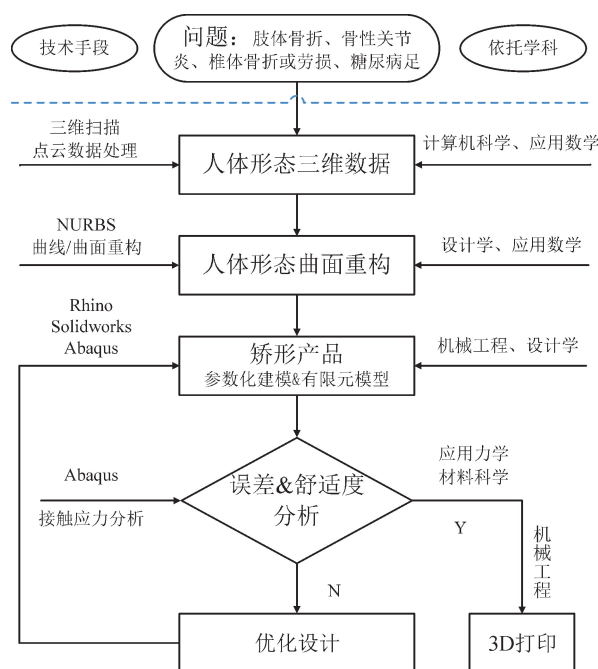 技术手段
问题：肢体骨折、骨性关节
炎、椎体骨折或劳损、糖尿病足
依托学科
三维扫描
点云数据处理
人体形态三维数据
计算机科学、应用数学
NURBS
曲线/曲面重构
人体形态曲面重构
设计学、应用数学
Rhino
Solidworks
Abaqus
矫形产品
参数化建模&有限元模型
机械工程、设计学
Abaqus
接触应力分析
误差&舒适度
分析
应用力学
材料科学
Y
机械工程
N
优化设计
3D打印